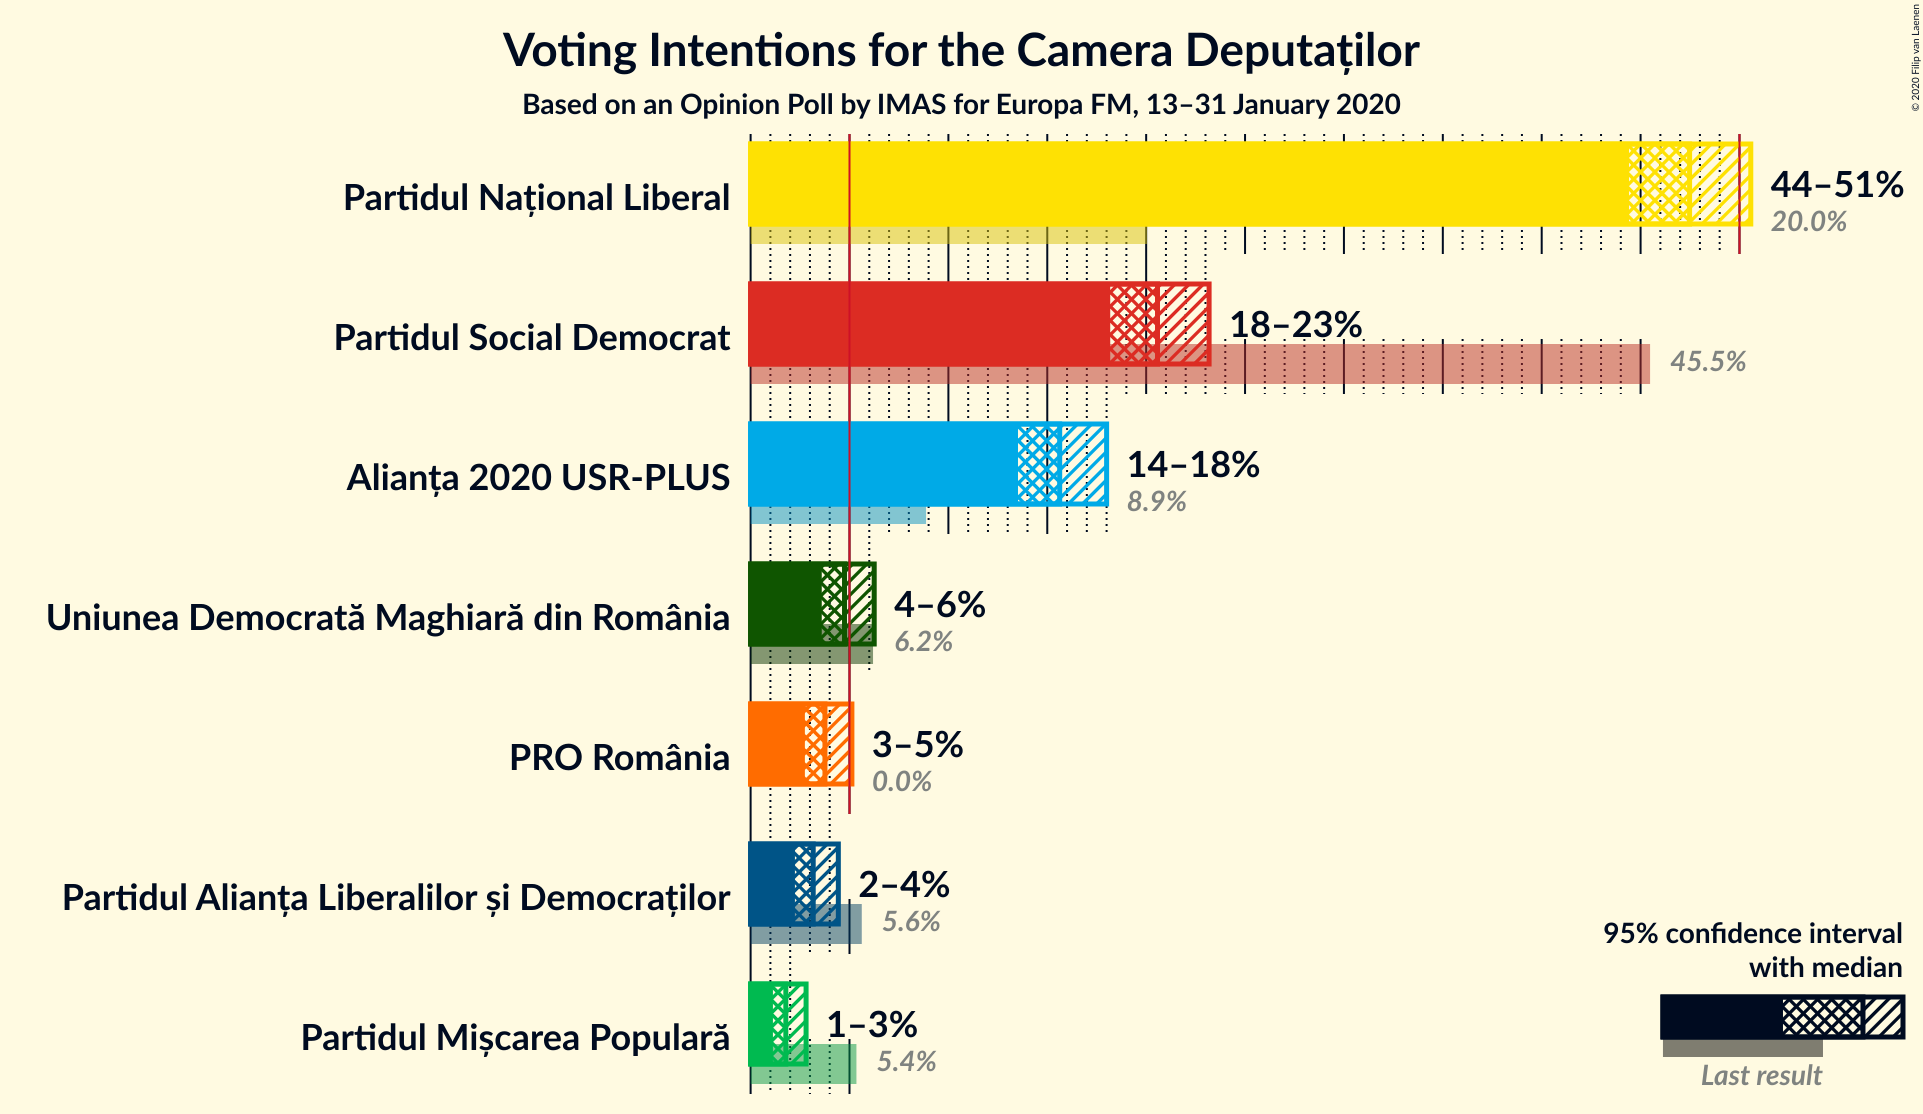 Voting Intentions for the Camera Deputaților
Based on an Opinion Poll by IMAS for Europa FM, 13–31 January 2020
© 2020 Filip van Laenen
Partidul Național Liberal
44–51%
20.0%
Partidul Social Democrat
18–23%
45.5%
Alianța 2020 USR-PLUS
14–18%
8.9%
Uniunea Democrată Maghiară din România
4–6%
6.2%
PRO România
3–5%
0.0%
Partidul Alianța Liberalilor și Democraților
2–4%
5.6%
Partidul Mișcarea Populară
1–3%
5.4%
95% confidence interval
with median
Last result